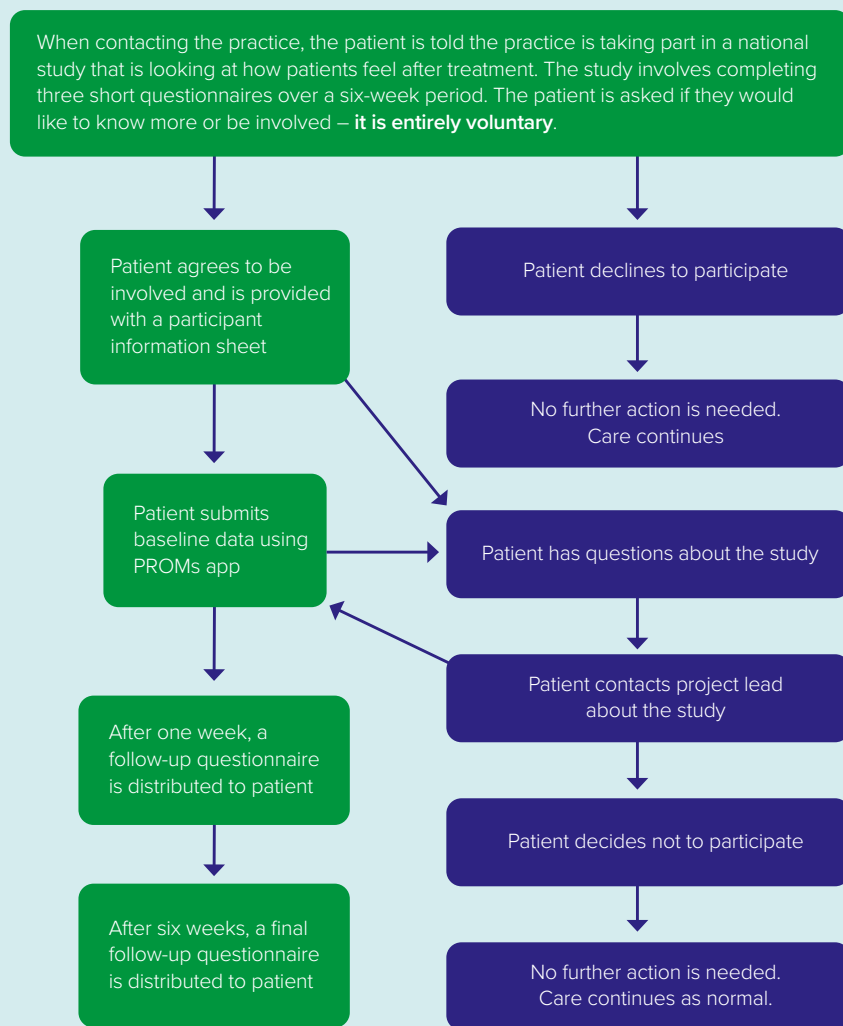 When contacting the practice, the patient is told the practice is taking part in a national
study that is looking at how patients feel after treatment. The study involves completing
three short questionnaires over a six-week period. The patient is asked if they would
like to know more or be involved – it is entirely voluntary.
Patient agrees to be
involved and is provided
with a participant
information sheet
Patient declines to participate
No further action is needed.
Care continues
Patient submits
baseline data using
PROMs app
Patient has questions about the study
Patient contacts project lead
about the study
After one week, a
follow-up questionnaire
is distributed to patient
Patient decides not to participate
After six weeks, a final
follow-up questionnaire
is distributed to patient
No further action is needed.
Care continues as normal.